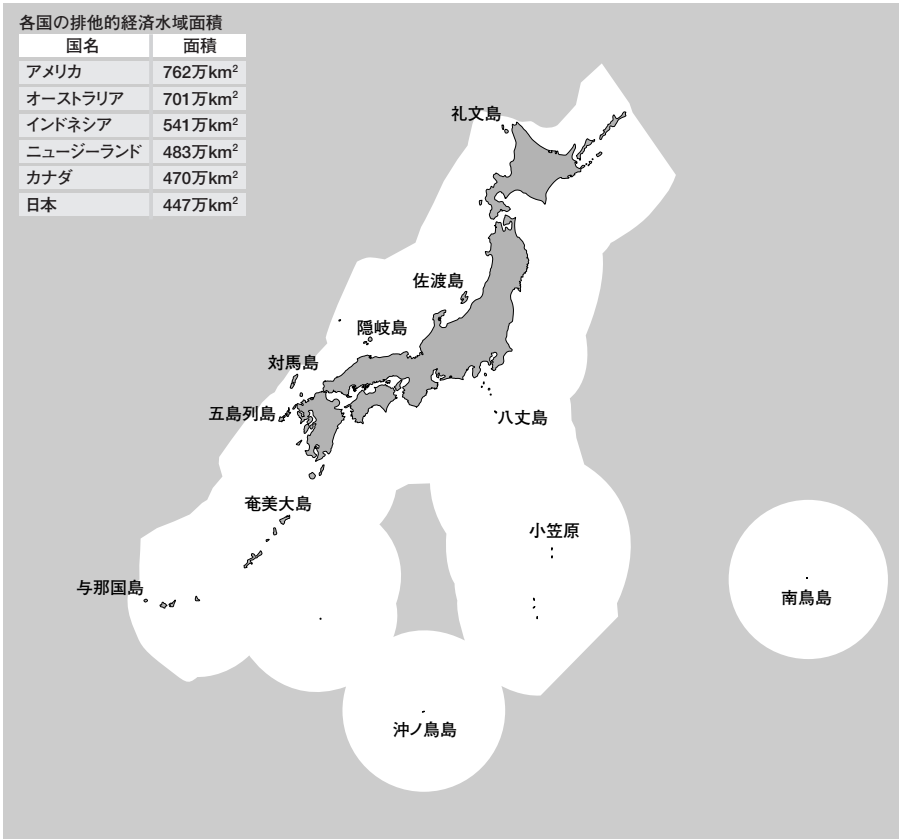 各国の排他的経済水域面積
国名 面積
アメリカ 762万km²
オーストラリア 701万km²
インドネシア 541万km²
ニュージーランド 483万km²
カナダ 470万km²
日本 447万km²
礼文島
佐渡島
隠岐島
対馬島
五島列島
八丈島
奄美大島
小笠原
与那国島
南鳥島
沖ノ鳥島